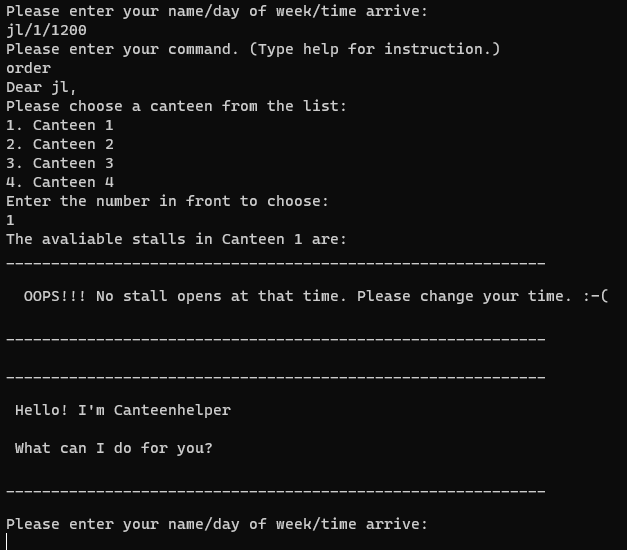 Please enter your name/day of week/time arrive:
jl/1/1200
Please enter your command. (Type help for instruction.)
order
Dear jl,
Please choose a canteen from the list:
1. Canteen 1
2. Canteen 2
3. Canteen 3
4. Canteen 4
Enter the number in front to choose:
1
The avaliable stalls in Canteen 1 are:
____________________________________________________________
OOPS!!! No stall opens at that time. Please change your time. :-(
____________________________________________________________
____________________________________________________________
Hello! I'm Canteenhelper
What can I do for you?
____________________________________________________________
Please enter your name/day of week/time arrive: